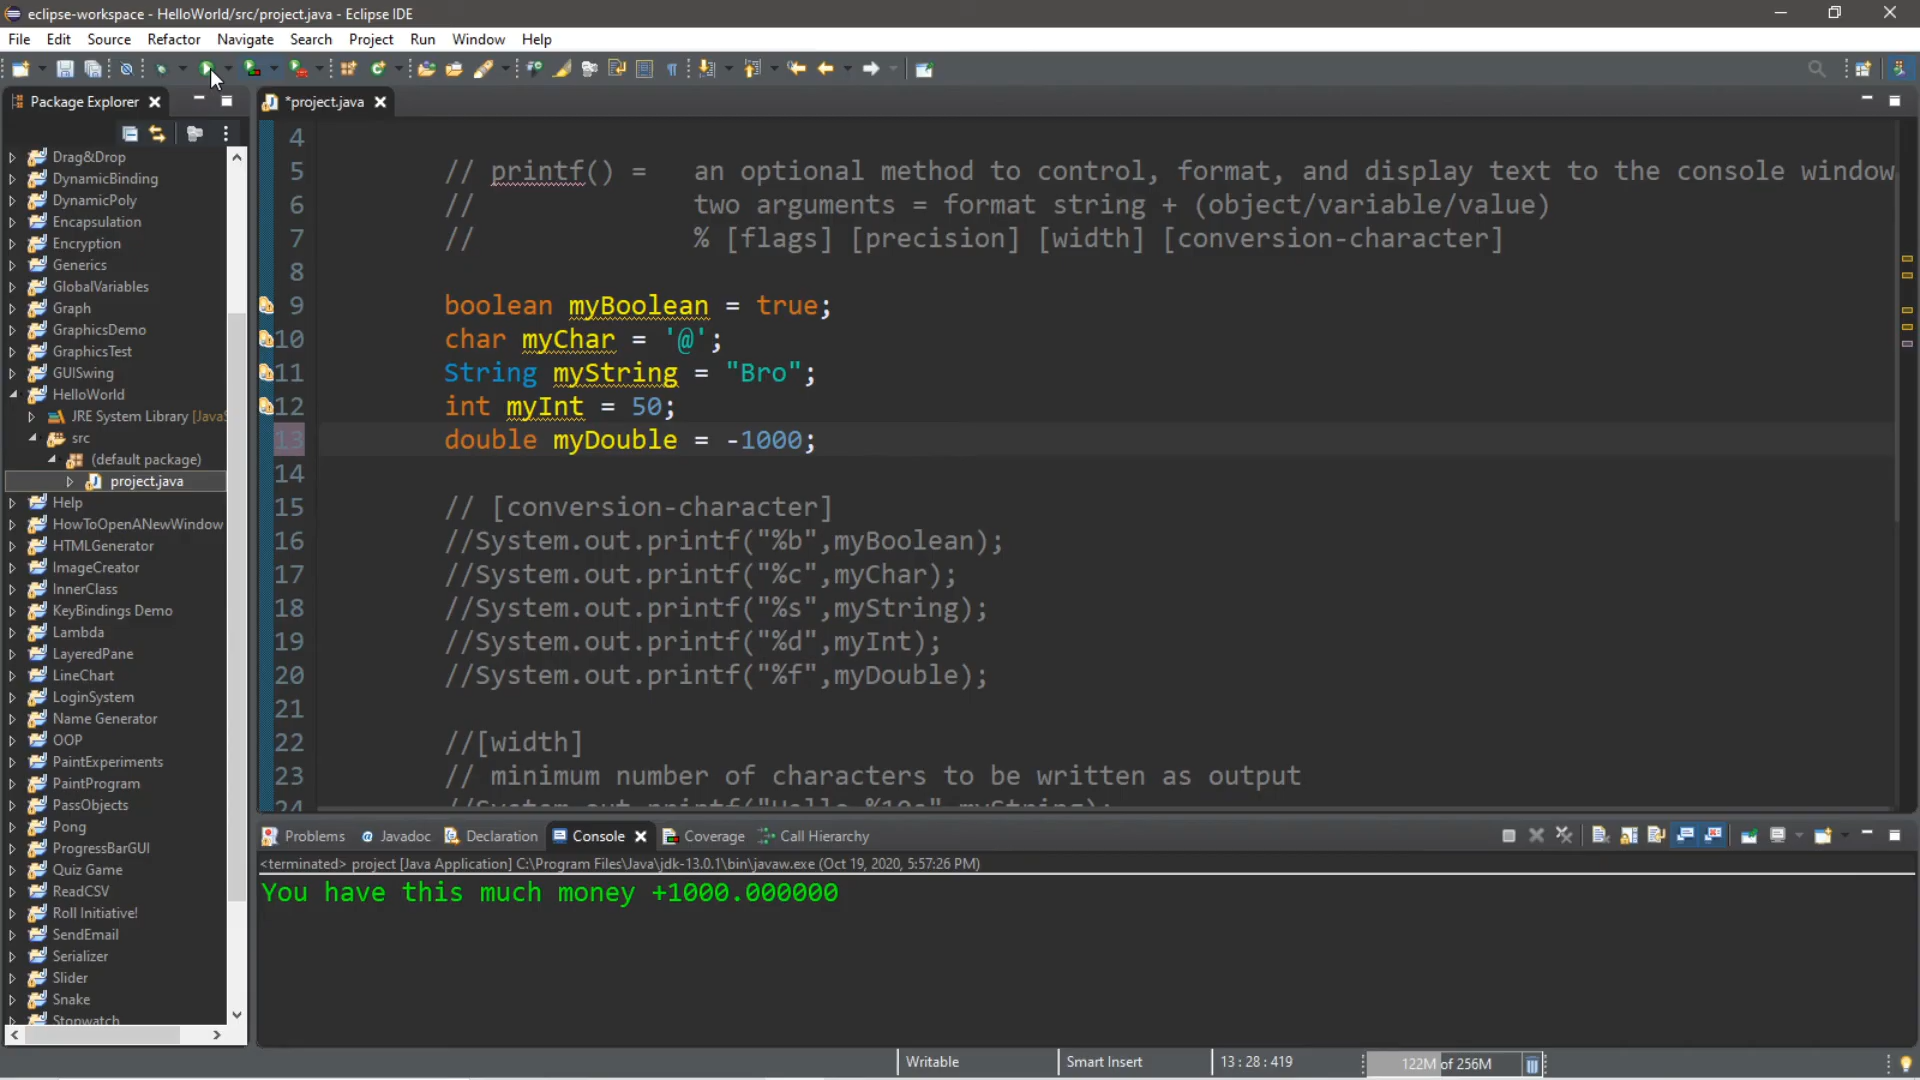 eclipse-workspace - HelloWorld/src/project.java - Eclipse IDE
File Edit Source Refactor Navigate Search Project Run Window Help
Package Explorer
*project.java
Drag&Drop
DynamicBinding
DynamicPoly
Encapsulation
Encryption
Generics
GlobalVariables
Graph
GraphicsDemo
GraphicsTest
GUISwing
HelloWorld
JRE System Library [JavaS
src
(default package)
project.java
Help
HowToOpenANewWindow
HTMLGenerator
ImageCreator
InnerClass
KeyBindings Demo
Lambda
LayeredPane
LineChart
LoginSystem
Name Generator
OOP
PaintExperiments
PaintProgram
PassObjects
Pong
ProgressBarGUI
Quiz Game
ReadCSV
Roll Initiative!
SendEmail
Serializer
Slider
Snake
Stopwatch
4
5 // printf() = an optional method to control, format, and display text to the console window
6 // two arguments = format string + (object/variable/value)
7 // % [flags] [precision] [width] [conversion-character]
8
9 boolean myBoolean = true;
10 char myChar = '@';
11 String myString = "Bro";
12 int myInt = 50;
13 double myDouble = -1000;
14
15 // [conversion-character]
16 //System.out.printf("%b",myBoolean);
17 //System.out.printf("%c",myChar);
18 //System.out.printf("%s",myString);
19 //System.out.printf("%d",myInt);
20 //System.out.printf("%f",myDouble);
21
22 //[width]
23 // minimum number of characters to be written as output
24 //System.out.printf("Hello %10s",myString);
Problems Javadoc Declaration Console Coverage Call Hierarchy
<terminated> project [Java Application] C:\Program Files\Java\jdk-13.0.1\bin\javaw.exe (Oct 19, 2020, 5:57:26 PM)
You have this much money +1000.000000
Writable Smart Insert 13 : 28 : 419 122M of 256M